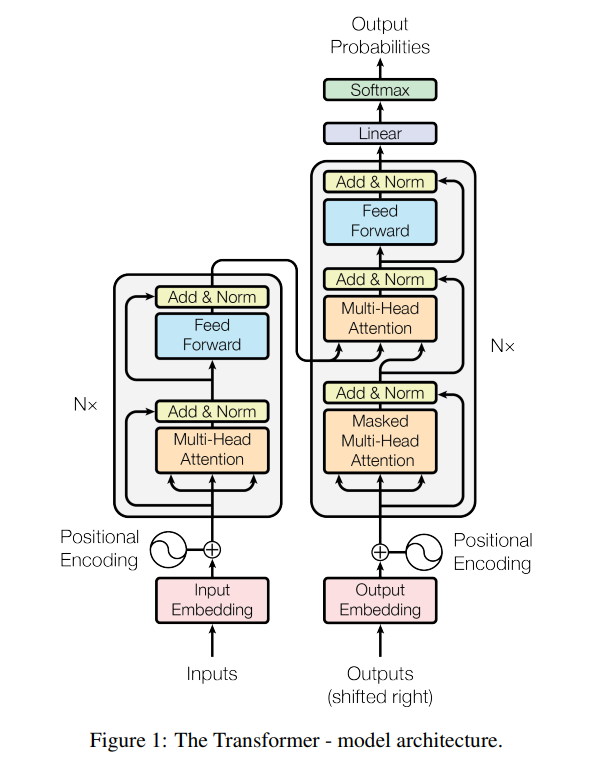 Output
Probabilities
Softmax
Linear
Add & Norm
Feed
Forward
Add & Norm
Multi-Head
Attention
N×
Add & Norm
Masked
Multi-Head
Attention
Add & Norm
Feed
Forward
N×
Add & Norm
Multi-Head
Attention
Positional
Encoding
Positional
Encoding
Input
Embedding
Output
Embedding
Inputs
Outputs
(shifted right)
Figure 1: The Transformer - model architecture.